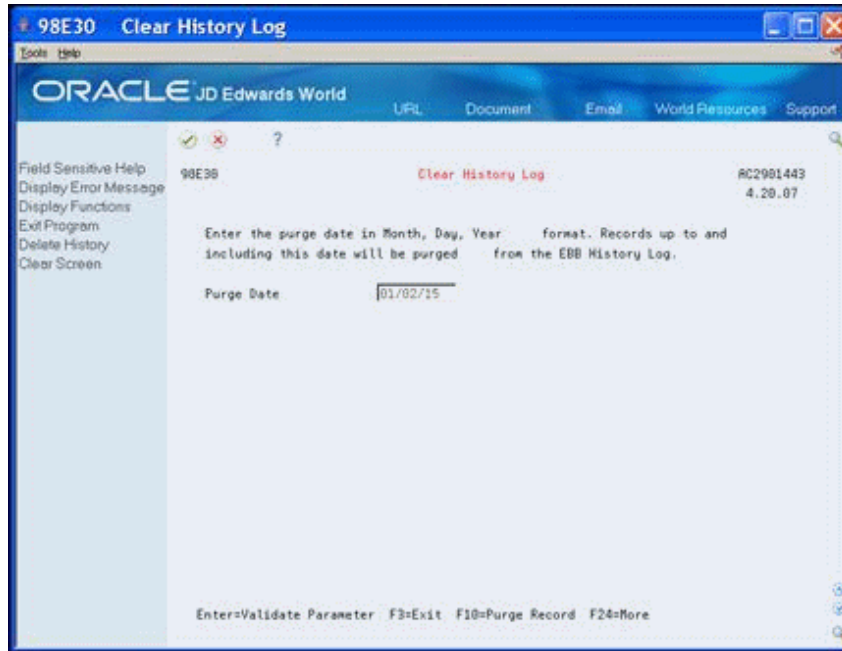 98E30 Clear History Log
Tools Help
ORACLE JD Edwards World
URL Document Email World Resources Support
?
Field Sensitive Help
Display Error Message
Display Functions
Exit Program
Delete History
Clear Screen
98E30 Clear History Log AC2901443
4.20.07
Enter the purge date in Month, Day, Year format. Records up to and
including this date will be purged from the EBB History Log.
Purge Date 01/02/15
Enter=Validate Parameter F3=Exit F10=Purge Record F24=More